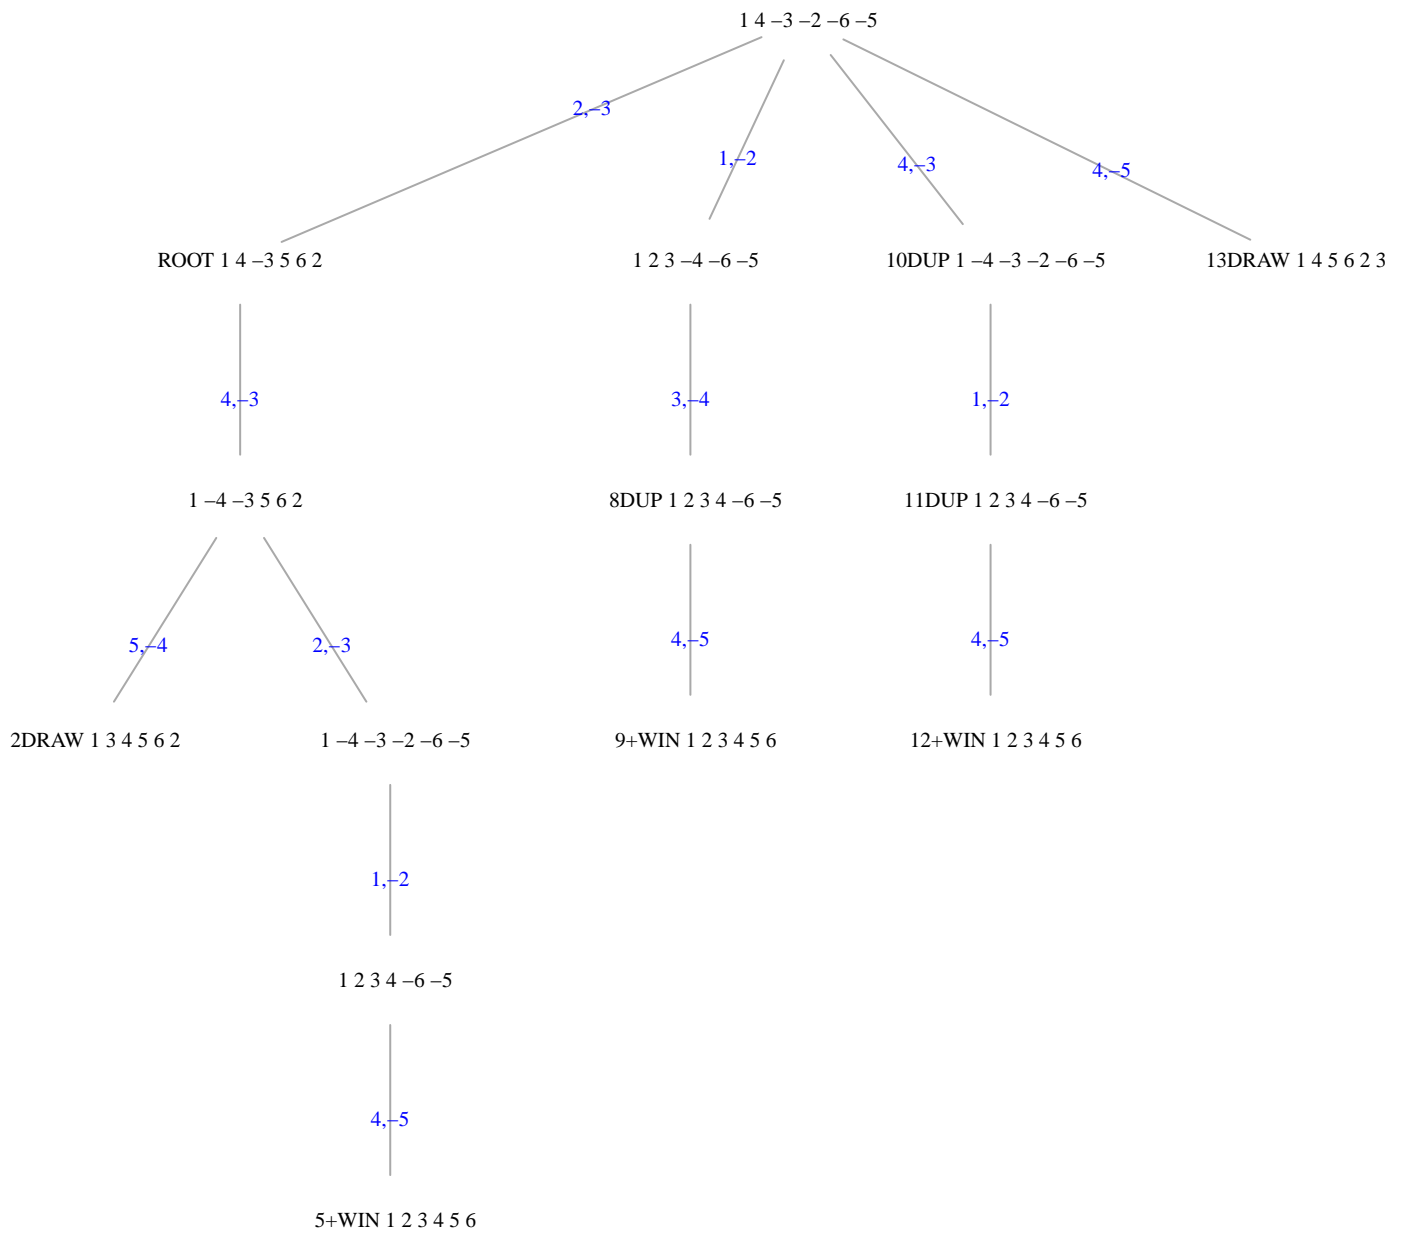 1 4 –3 –2 –6 –5
2,–3
1,–2
4,–3
4,–5
ROOT 1 4 –3 5 6 2
1 2 3 –4 –6 –5
10DUP 1 –4 –3 –2 –6 –5
13DRAW 1 4 5 6 2 3
4,–3
3,–4
1,–2
1 –4 –3 5 6 2
8DUP 1 2 3 4 –6 –5
11DUP 1 2 3 4 –6 –5
5,–4
2,–3
4,–5
4,–5
2DRAW 1 3 4 5 6 2
1 –4 –3 –2 –6 –5
9+WIN 1 2 3 4 5 6
12+WIN 1 2 3 4 5 6
1,–2
1 2 3 4 –6 –5
4,–5
5+WIN 1 2 3 4 5 6